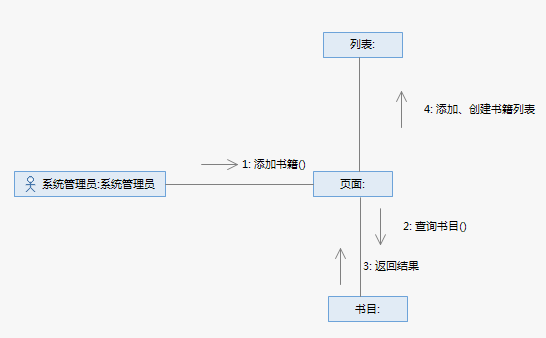 列表:
4: 添加、创建书籍列表
1: 添加书籍()
系统管理员:系统管理员
页面:
2: 查询书目()
3: 返回结果
书目: